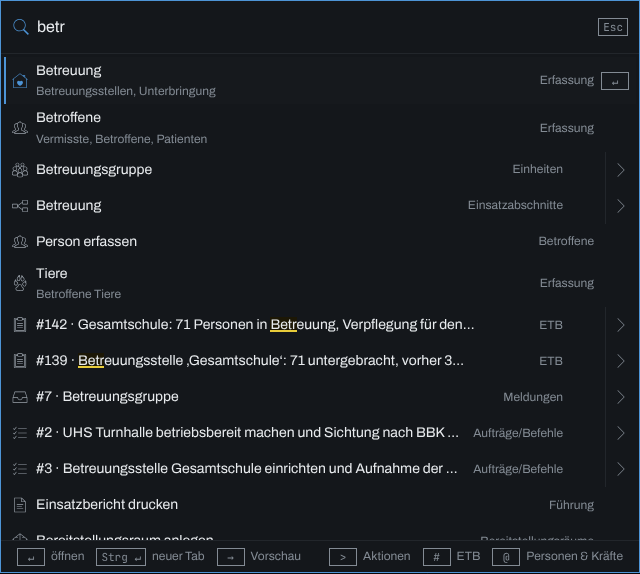 betr
Esc
Betreuung
Betreuungsstellen, Unterbringung
Erfassung
↵
Betroffene
Vermisste, Betroffene, Patienten
Erfassung
Betreuungsgruppe
Einheiten
Betreuung
Einsatzabschnitte
Person erfassen
Betroffene
Tiere
Betroffene Tiere
Erfassung
#142 · Gesamtschule: 71 Personen in Betreuung, Verpflegung für den…
ETB
#139 · Betreuungsstelle ‚Gesamtschule‘: 71 untergebracht, vorher 3…
ETB
#7 · Betreuungsgruppe
Meldungen
#2 · UHS Turnhalle betriebsbereit machen und Sichtung nach BBK …
Aufträge/Befehle
#3 · Betreuungsstelle Gesamtschule einrichten und Aufnahme der …
Aufträge/Befehle
Einsatzbericht drucken
Führung
Bereitstellungsraum anlegen
Bereitstellungsräume
↵ öffnen Strg ↵ neuer Tab → Vorschau > Aktionen # ETB @ Personen & Kräfte